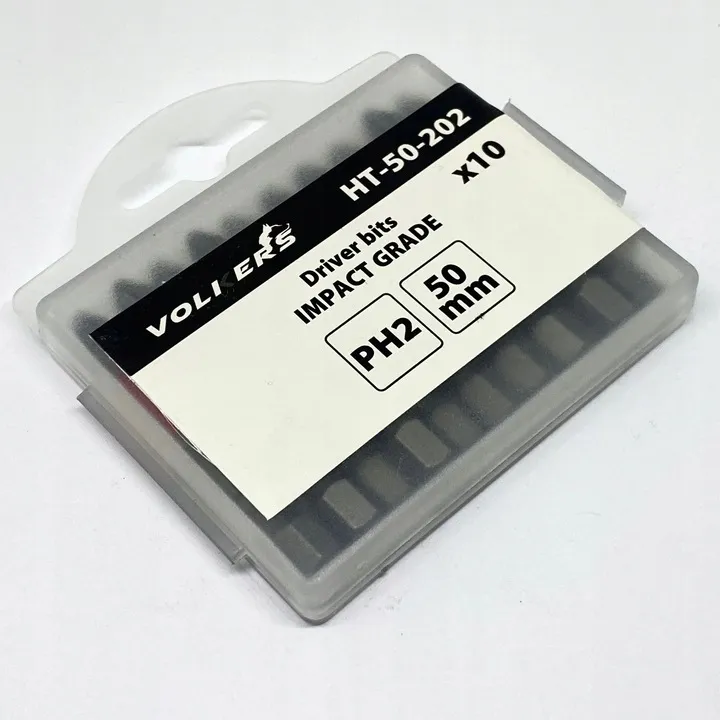 VOLKERS
HT-50-202
x10
Driver bits
IMPACT GRADE
PH2
50
mm